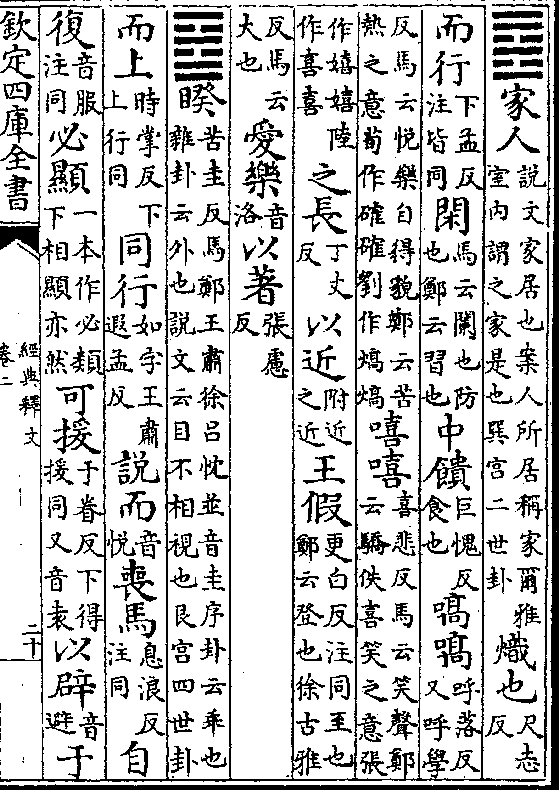 ䷤家人說文家居也案人所居稱家爾雅室內謂之家是也巽宮二世卦熾也尺志反
而行下孟反注皆同閑馬云闌也防也鄭云習也中饋巨愧反食也嗃嗃呼落反又呼學
反馬云悅樂自得貌鄭云苦熱之意荀作確確劉作熇熇嘻嘻喜悲反馬云笑聲鄭云驕佚喜笑之意張
作嬉嬉陸作喜喜之長丁丈反以近附近之近王假更白反注同至也鄭云登也徐古雅
反馬云大也愛樂音洛以著張慮反
䷥睽苦圭反馬鄭王肅徐呂忱並音圭序卦云乖也雜卦云外也說文云目不相視也艮宮四世卦
而上時掌反下上行同同行如字王肅遐孟反說而音悅喪馬息浪反注同自
復音服注同必顯一本作必類下相顯亦然可援于眷反下得援同又音袁以辟音避于
欽定四庫全書
經典釋文
卷二
二十